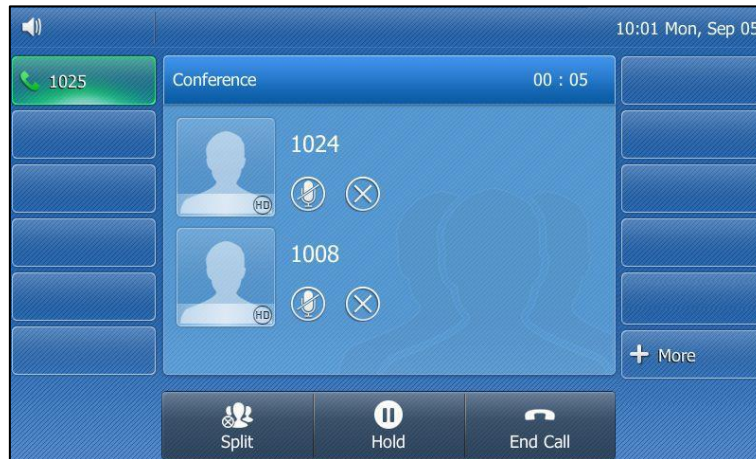 10:01 Mon, Sep 05
1025
Conference 00 : 05
1024
HD
1008
HD
More
Split Hold End Call